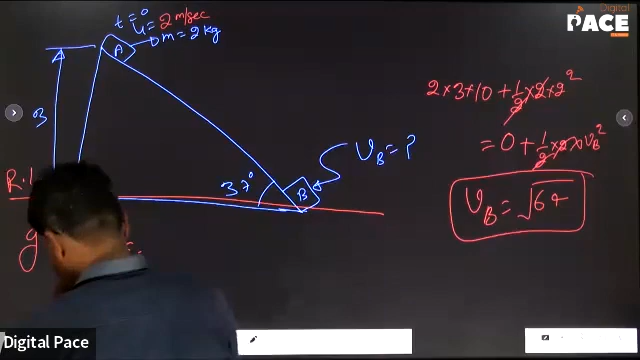 Digital
PACE
t=0
u=2 m/sec
m=2 kg
A
3
2×3×10+1/2×2×2²
=0+1/2×2×v_B²
v_B=√64
v_B=?
B
37°
R.l
g
Digital Pace